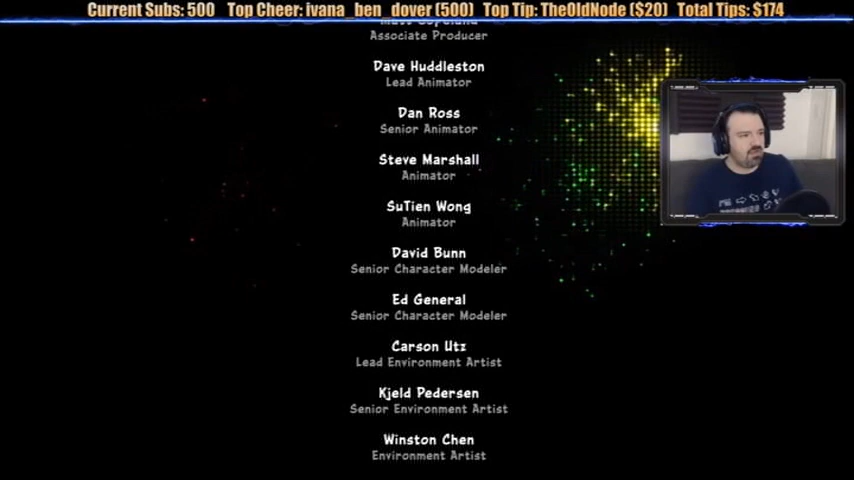 Current Subs: 500 Top Cheer: ivana_ben_dover (500) Top Tip: TheOldNode ($20) Total Tips: $174
Associate Producer
Dave Huddleston
Lead Animator
Dan Ross
Senior Animator
Steve Marshall
Animator
SuTien Wong
Animator
David Bunn
Senior Character Modeler
Ed General
Senior Character Modeler
Carson Utz
Lead Environment Artist
Kjeld Pedersen
Senior Environment Artist
Winston Chen
Environment Artist